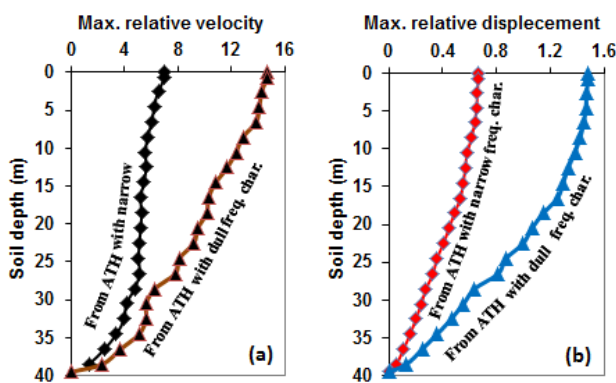 Max. relative velocity
0 4 8 12 16
0
5
10
15
20
25
30
35
40
Soil depth (m)
From ATH with narrow
From ATH with dull freq. char.
(a)
Max. relative displecement
0 0.4 0.8 1.2 1.6
0
5
10
15
20
25
30
35
40
Soil depth (m)
From ATH with narrow freq. char.
From ATH with dull freq. char.
(b)